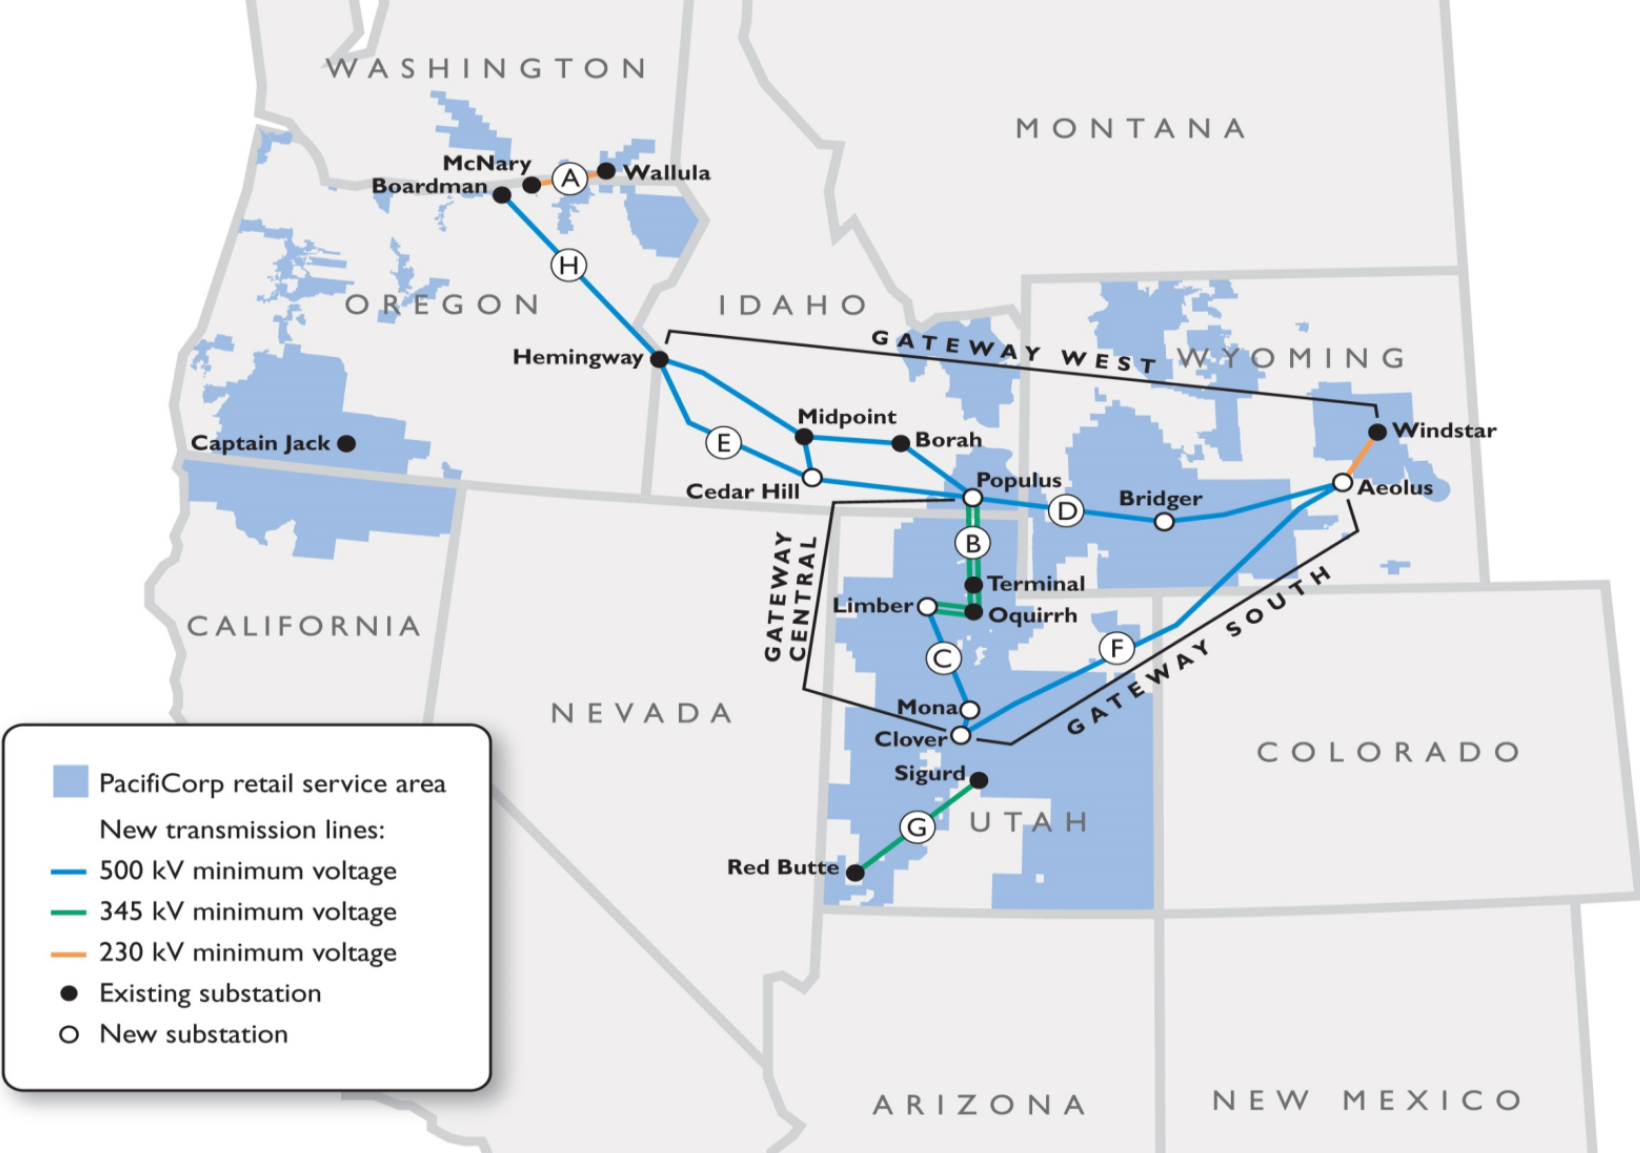 WASHINGTON
MONTANA
McNary
A
Wallula
Boardman
H
OREGON
IDAHO
GATEWAY WEST
WYOMING
Hemingway
Midpoint
Windstar
Captain Jack
E
Borah
Cedar Hill
Populus
Bridger
Aeolus
D
B
GATEWAY
CENTRAL
Terminal
Limber
Oquirrh
CALIFORNIA
C
F
GATEWAY SOUTH
NEVADA
Mona
Clover
COLORADO
Sigurd
G
UTAH
Red Butte
PacifiCorp retail service area
New transmission lines:
500 kV minimum voltage
345 kV minimum voltage
230 kV minimum voltage
Existing substation
New substation
ARIZONA
NEW MEXICO